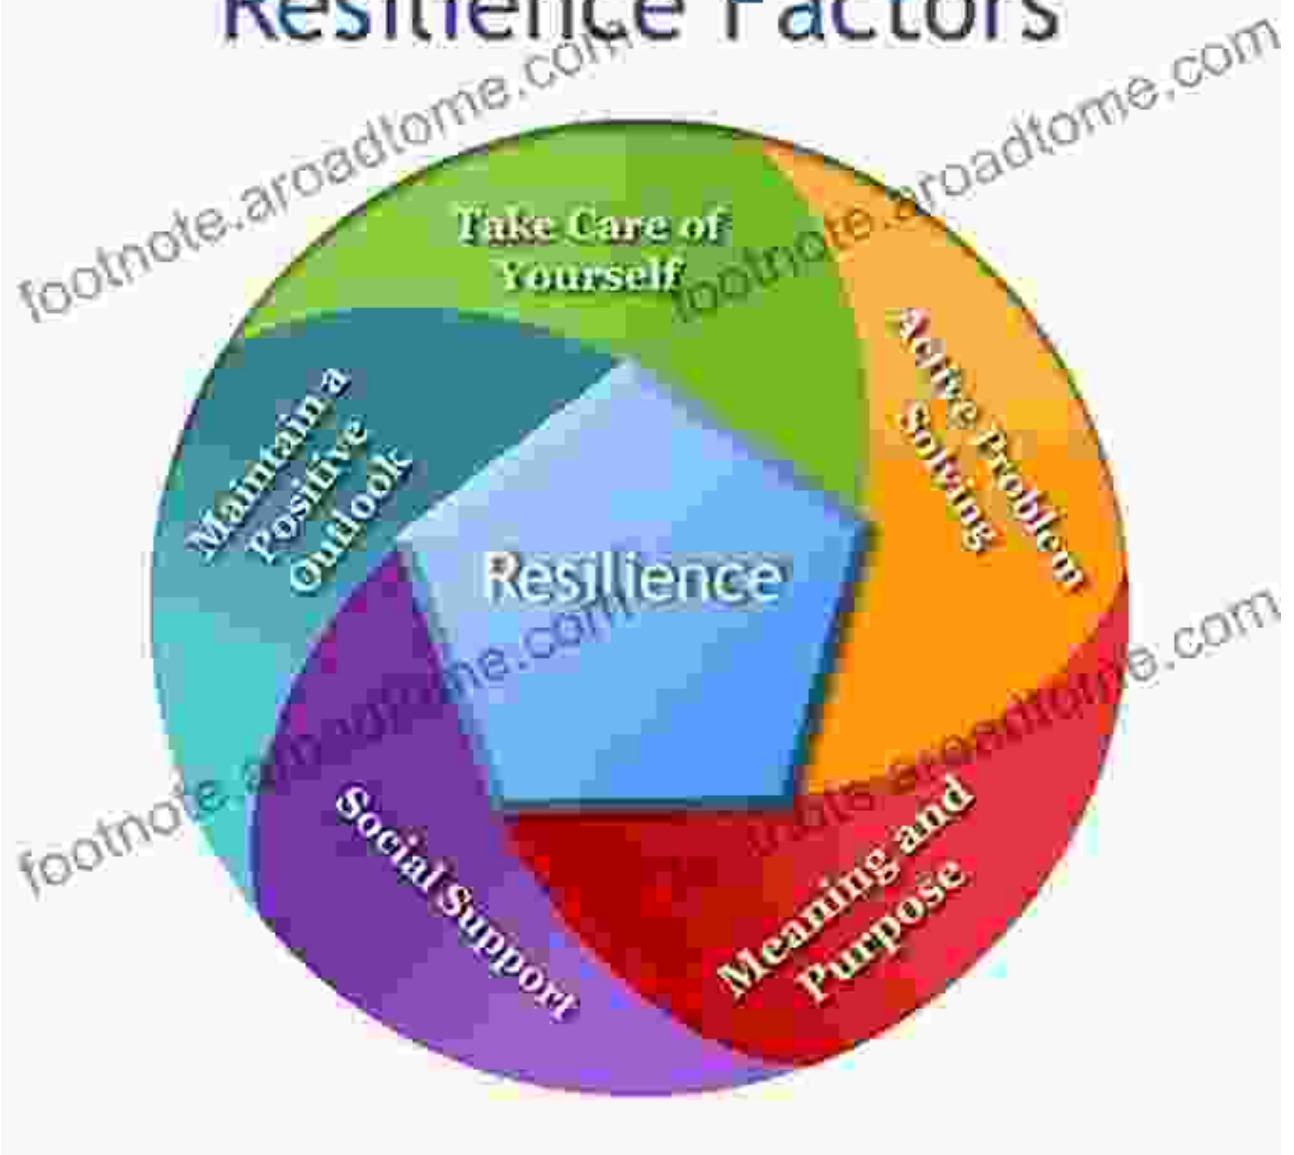 Resilience Factors
footnote.aroadtome.com
footnote.aroadtome.com
Take Care of
Yourself
Active Problem
Solving
Maintain a
Positive
Outlook
Resilience
footnote.aroadtome.com
footnote.aroadtome.com
Social Support
Meaning and
Purpose